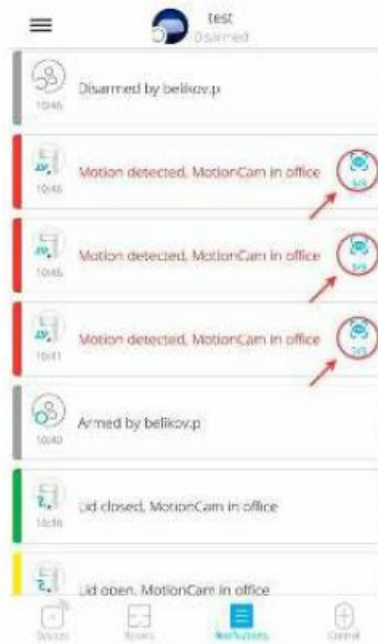 test
Disarmed
Disarmed by belikov.p
10:46
Motion detected, MotionCam in office
10:46
Motion detected, MotionCam in office
10:45
Motion detected, MotionCam in office
10:41
Armed by belikov.p
10:40
Lid closed, MotionCam in office
Lid open, MotionCam in office
Devices
Rooms
Notifications
Control